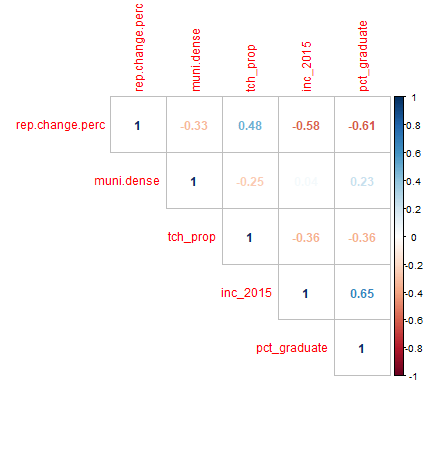 rep.change.perc
muni.dense
tch_prop
inc_2015
pct_graduate
rep.change.perc 1 -0.33 0.48 -0.58 -0.61
muni.dense 1 -0.25 0.04 0.23
tch_prop 1 -0.36 -0.36
inc_2015 1 0.65
pct_graduate 1
1
0.8
0.6
0.4
0.2
0
-0.2
-0.4
-0.6
-0.8
-1